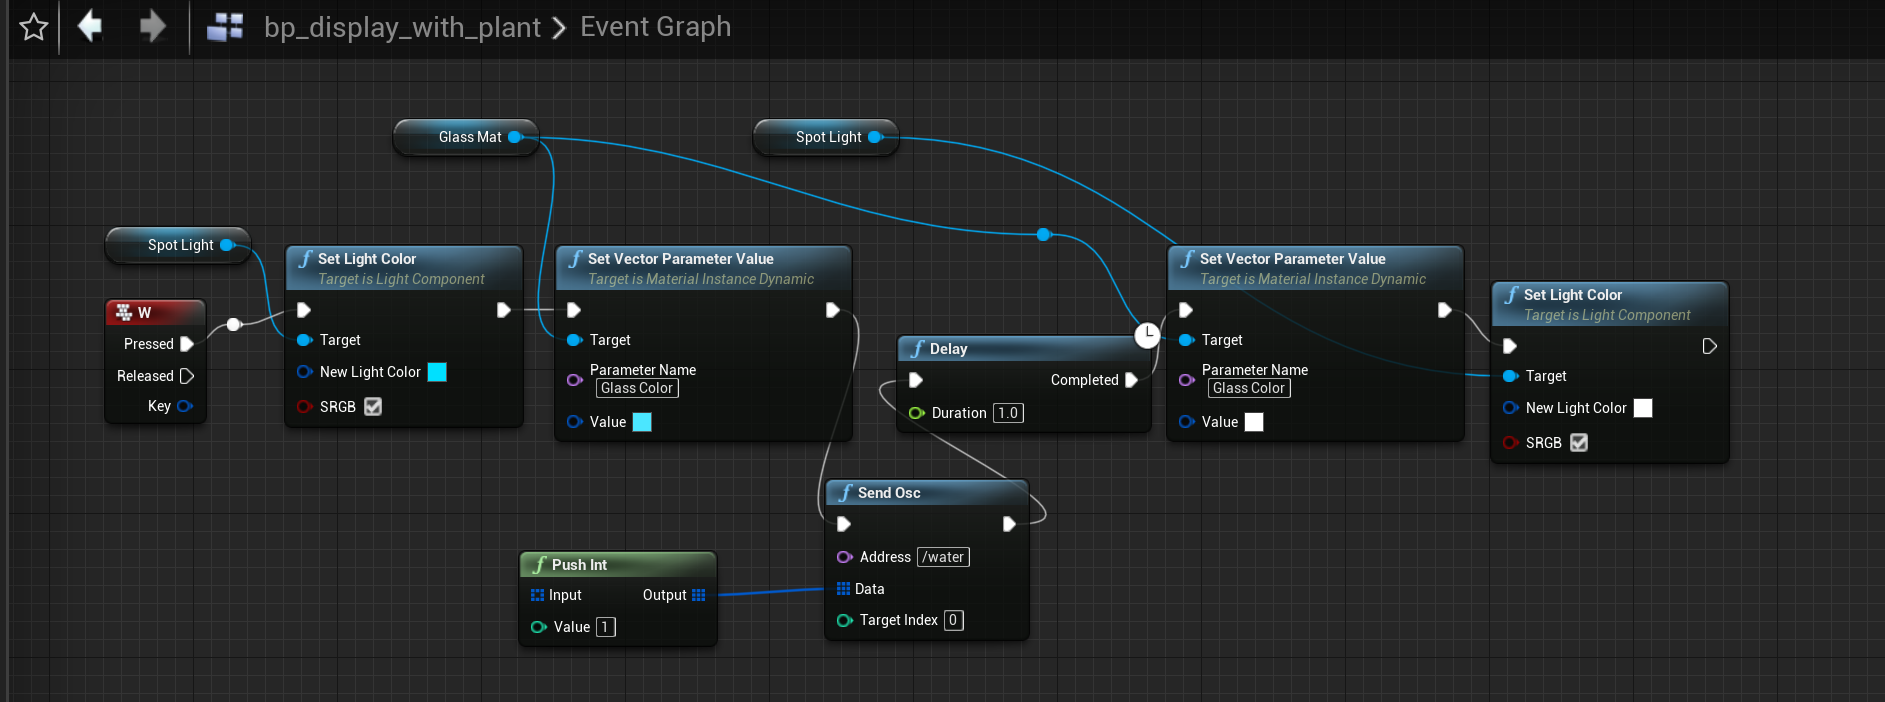 bp_display_with_plant > Event Graph
Glass Mat
Spot Light
Spot Light
W
Pressed
Released
Key
f Set Light Color
Target is Light Component
Target
New Light Color
SRGB
f Set Vector Parameter Value
Target is Material Instance Dynamic
Target
Parameter Name
Glass Color
Value
f Push Int
Input Output
Value 1
f Send Osc
Address /water
Data
Target Index 0
f Delay
Completed
Duration 1.0
f Set Vector Parameter Value
Target is Material Instance Dynamic
Target
Parameter Name
Glass Color
Value
f Set Light Color
Target is Light Component
Target
New Light Color
SRGB